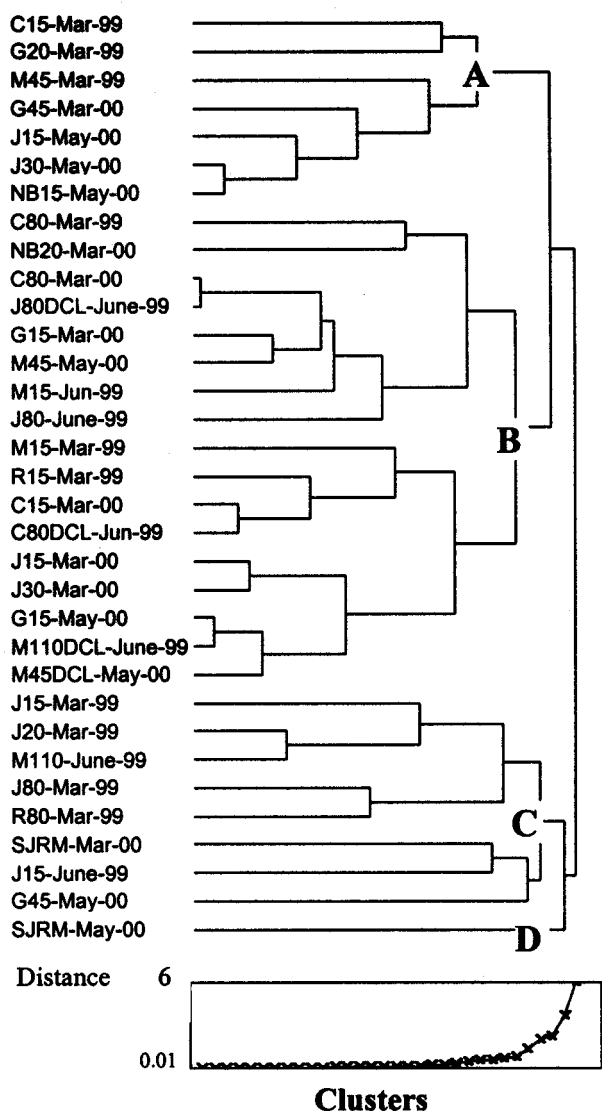 C15-Mar-99
G20-Mar-99
M45-Mar-99
A
G45-Mar-00
J15-May-00
J30-May-00
NB15-May-00
C80-Mar-99
NB20-Mar-00
C80-Mar-00
J80DCL-June-99
G15-Mar-00
M45-May-00
M15-Jun-99
J80-June-99
B
M15-Mar-99
R15-Mar-99
C15-Mar-00
C80DCL-Jun-99
J15-Mar-00
J30-Mar-00
G15-May-00
M110DCL-June-99
M45DCL-May-00
J15-Mar-99
J20-Mar-99
M110-June-99
J80-Mar-99
R80-Mar-99
C
SJRM-Mar-00
J15-June-99
G45-May-00
SJRM-May-00
D
Distance 6
0.01
Clusters